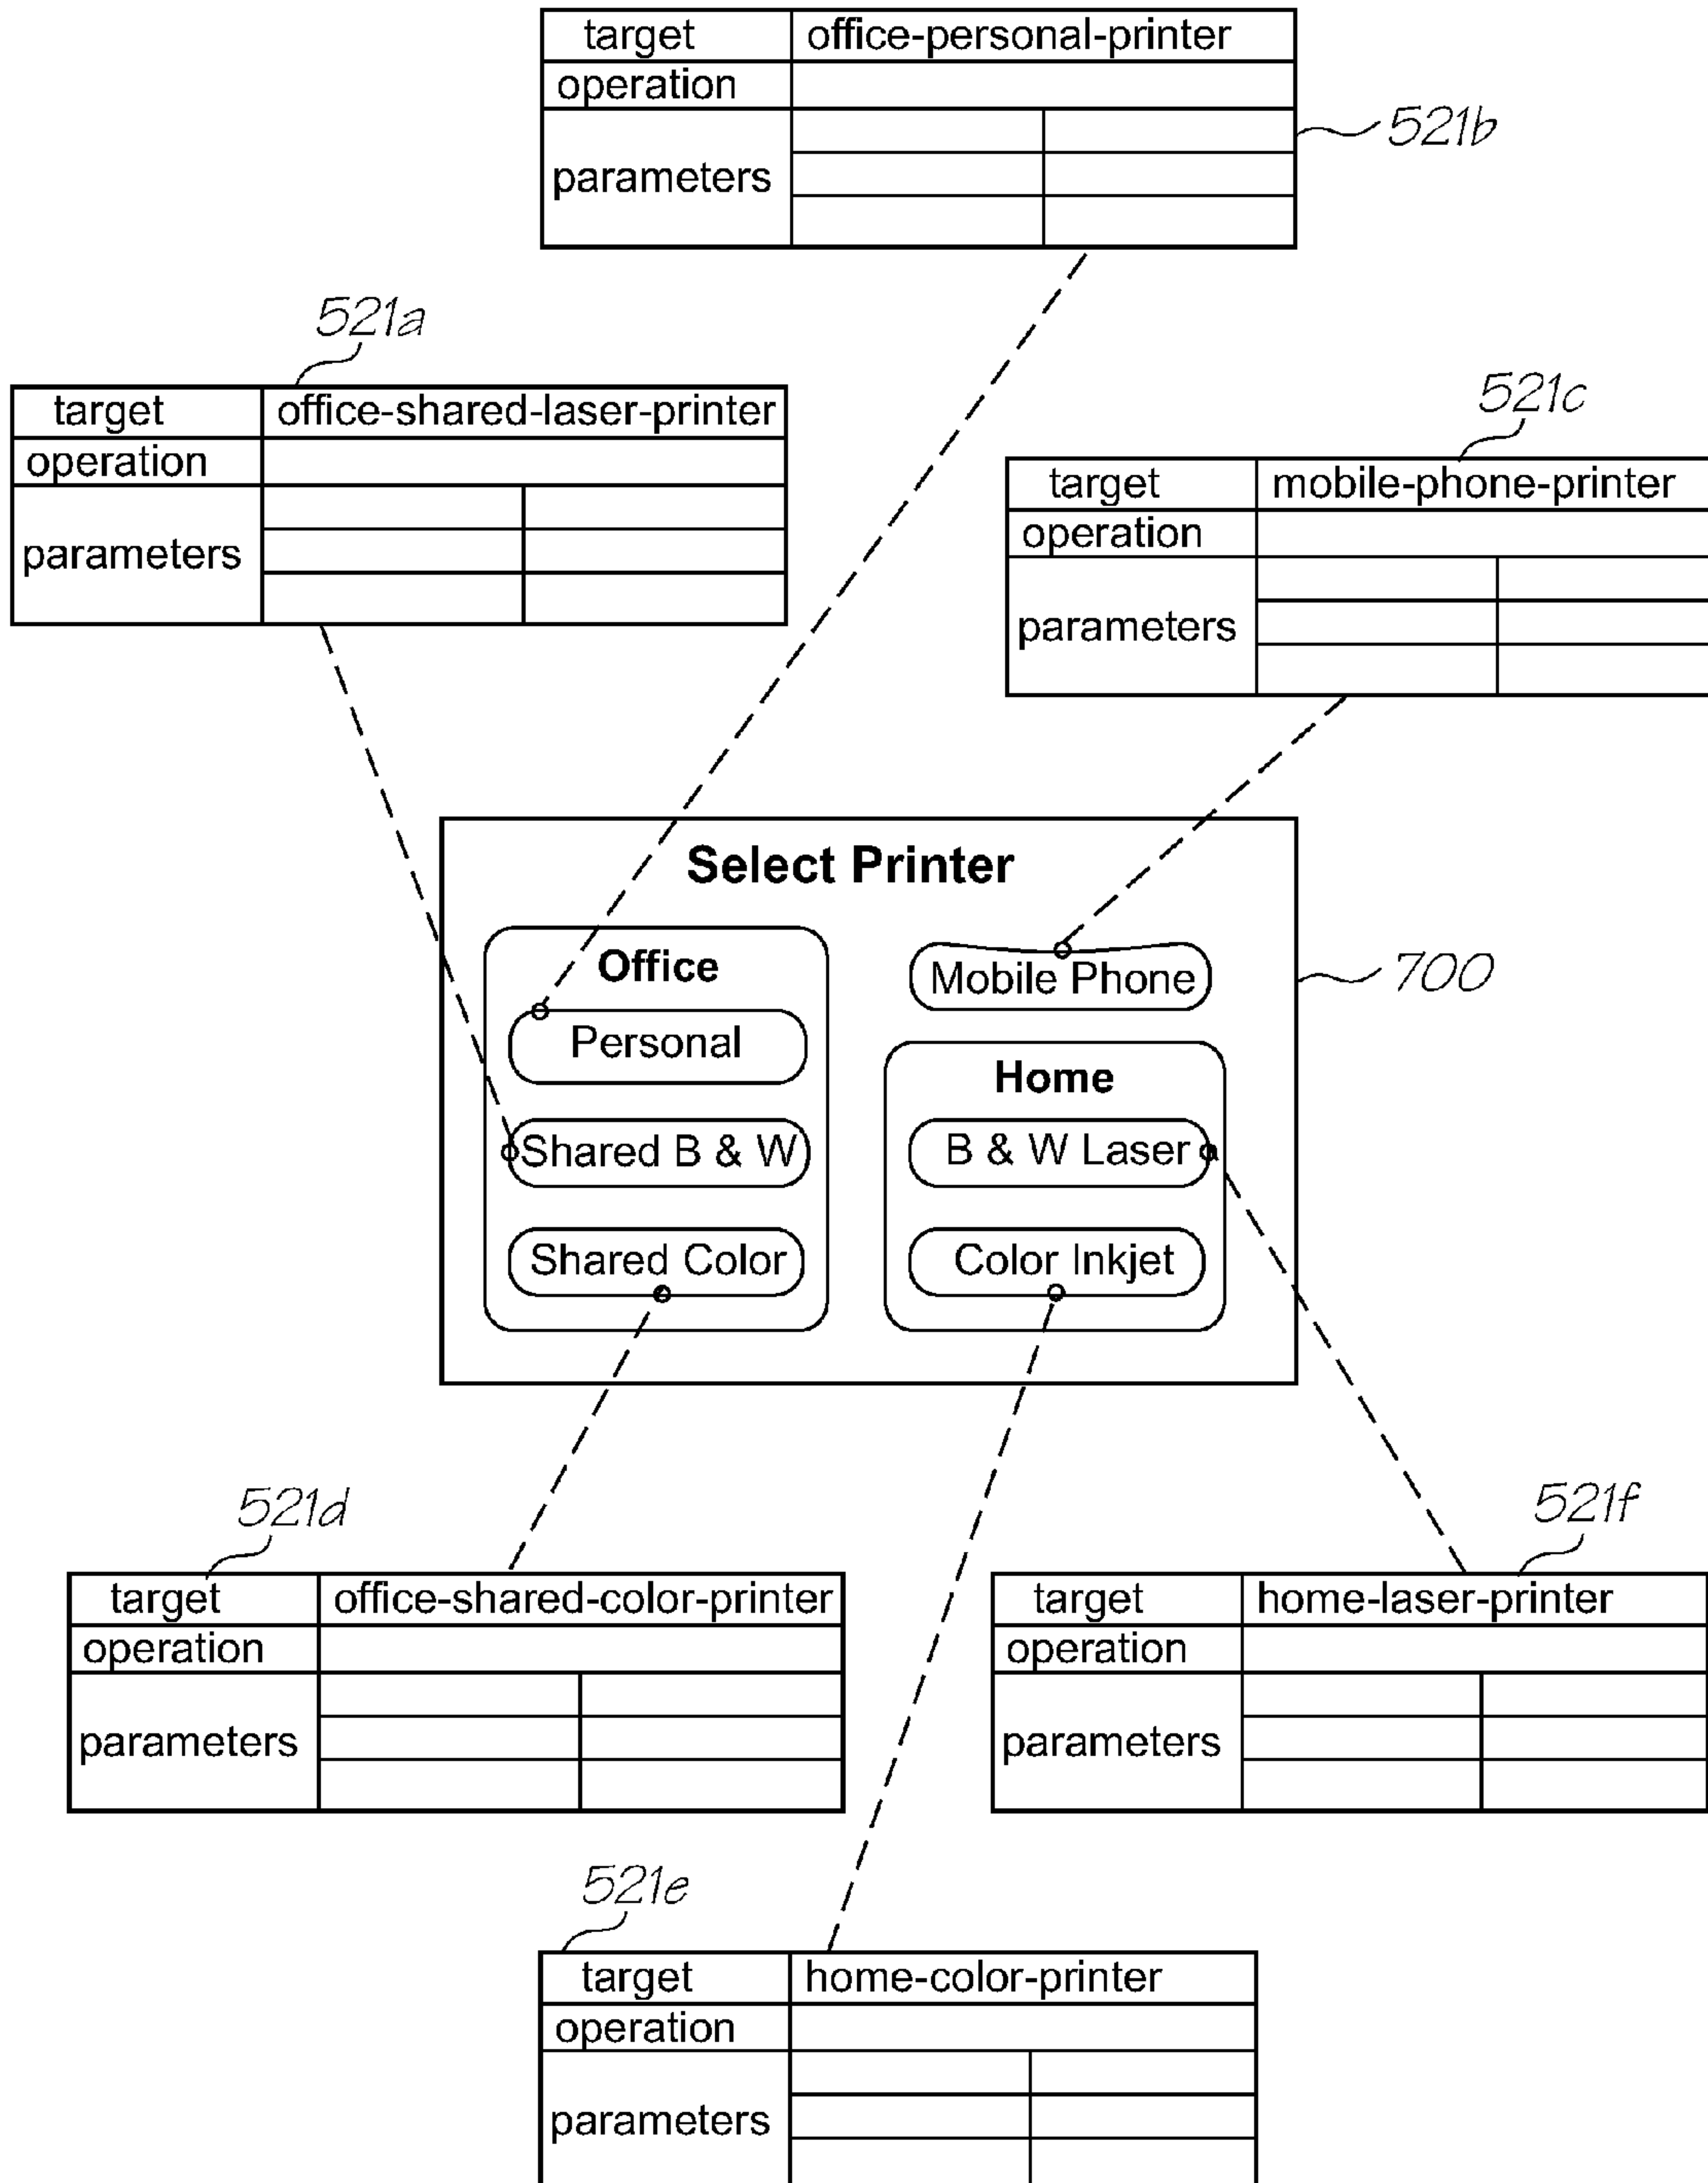 target office-personal-printer
operation
parameters
521b
521a
target office-shared-laser-printer
operation
parameters
521c
target mobile-phone-printer
operation
parameters
Select Printer
Office
Personal
Shared B & W
Shared Color
Mobile Phone
Home
B & W Laser
Color Inkjet
700
521d
target office-shared-color-printer
operation
parameters
521f
target home-laser-printer
operation
parameters
521e
target home-color-printer
operation
parameters